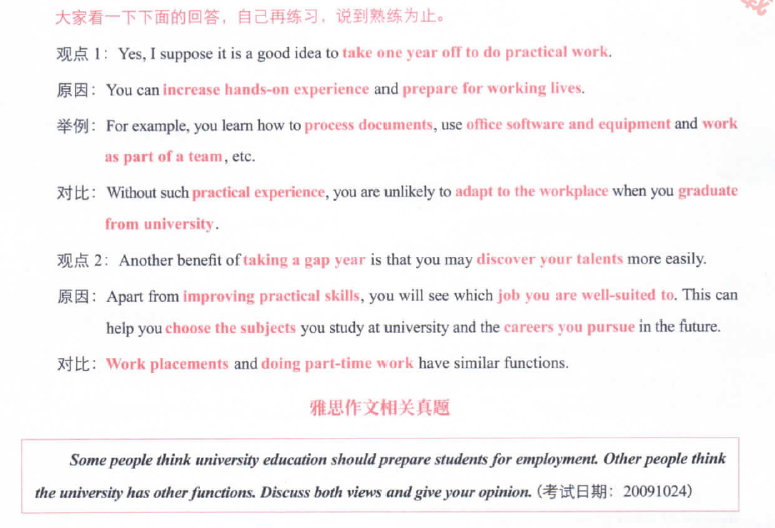 大家看一下下面的回答，自己再练习，说到熟练为止。
观点 1：Yes, I suppose it is a good idea to take one year off to do practical work.
原因：You can increase hands-on experience and prepare for working lives.
举例：For example, you learn how to process documents, use office software and equipment and work
as part of a team, etc.
对比：Without such practical experience, you are unlikely to adapt to the workplace when you graduate
from university.
观点 2：Another benefit of taking a gap year is that you may discover your talents more easily.
原因：Apart from improving practical skills, you will see which job you are well-suited to. This can
help you choose the subjects you study at university and the careers you pursue in the future.
对比：Work placements and doing part-time work have similar functions.
雅思作文相关真题
Some people think university education should prepare students for employment. Other people think
the university has other functions. Discuss both views and give your opinion. (考试日期：20091024)